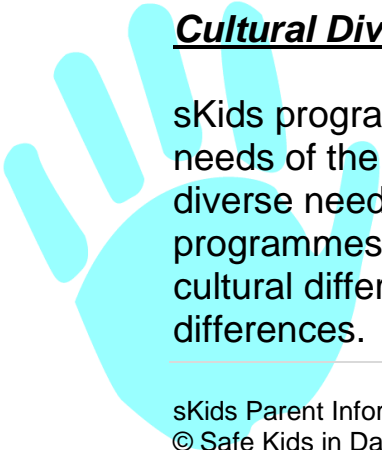 Cultural Div
sKids progra
needs of the
diverse need
programmes
cultural differ
differences.
sKids Parent Infor
© Safe Kids in Da